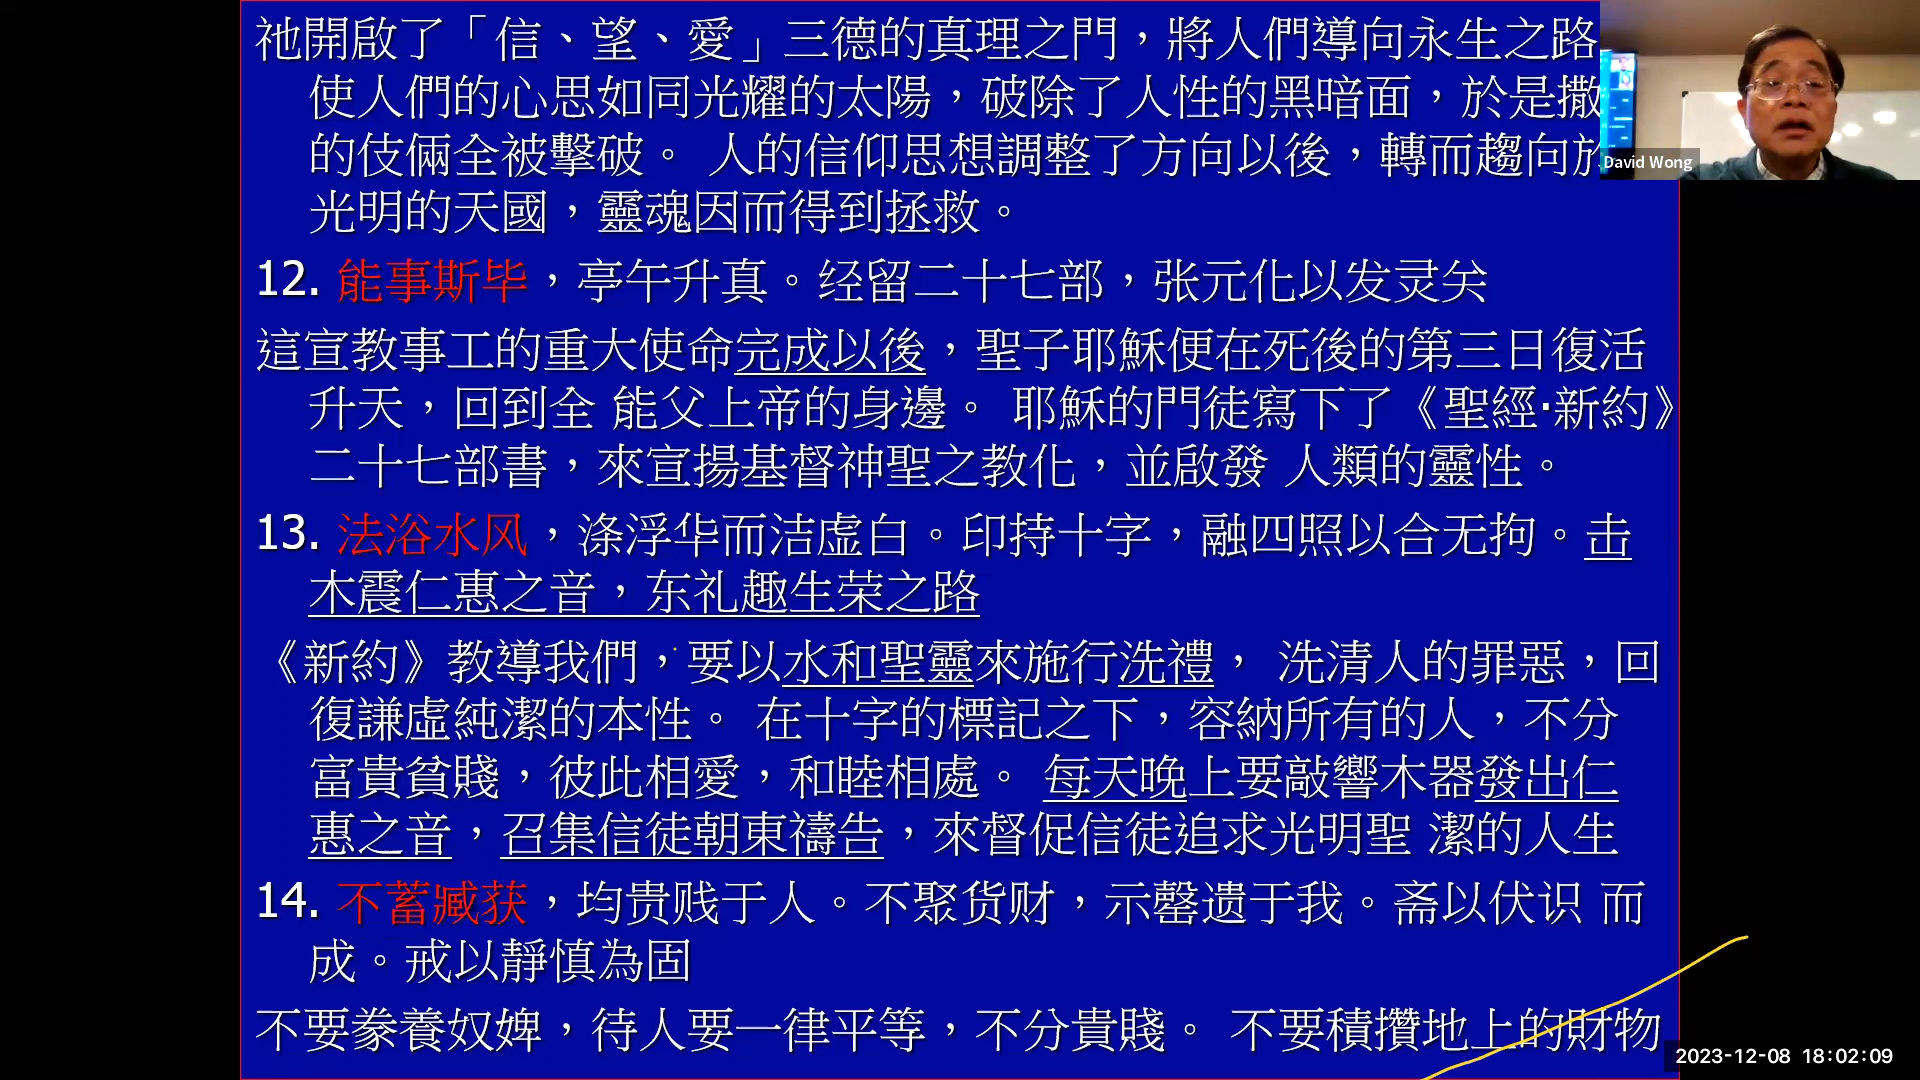 祂開啟了「信、望、愛」三德的真理之門，將人們導向永生之路
使人們的心思如同光耀的太陽，破除了人性的黑暗面，於是撒
的伎倆全被擊破。 人的信仰思想調整了方向以後，轉而趨向於
光明的天國，靈魂因而得到拯救。
12. 能事斯毕，亭午升真。经留二十七部，张元化以发灵关
這宣教事工的重大使命完成以後，聖子耶穌便在死後的第三日復活
升天，回到全 能父上帝的身邊。 耶穌的門徒寫下了《聖經·新約》
二十七部書，來宣揚基督神聖之教化，並啟發 人類的靈性。
13. 法浴水风，涤浮华而洁虚白。印持十字，融四照以合无拘。击
木震仁惠之音，东礼趣生荣之路
《新約》教導我們，要以水和聖靈來施行洗禮， 洗清人的罪惡，回
復謙虛純潔的本性。 在十字的標記之下，容納所有的人，不分
富貴貧賤，彼此相愛，和睦相處。 每天晚上要敲響木器發出仁
惠之音，召集信徒朝東禱告，來督促信徒追求光明聖 潔的人生
14. 不蓄臧获，均贵贱于人。不聚货财，示罄遗于我。斋以伏识 而
成。戒以靜慎為固
不要豢養奴婢，待人要一律平等，不分貴賤。 不要積攢地上的財物
David Wong
2023-12-08 18:02:09